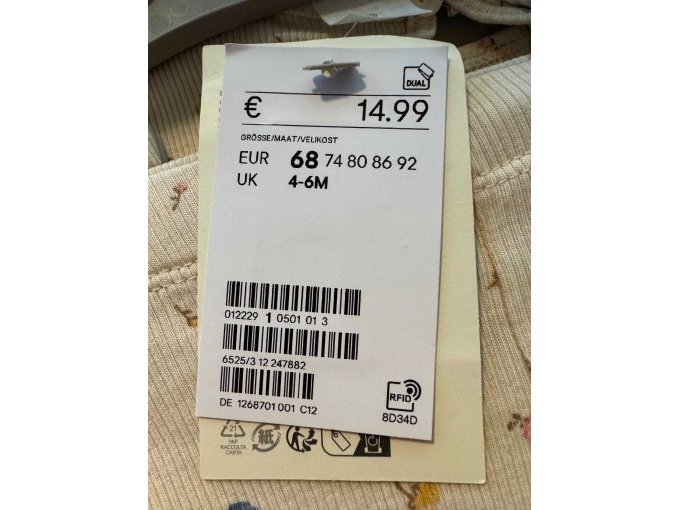 DUAL
€ 14.99
GRÖSSE/MAAT/VELIKOST
EUR 68 74 80 86 92
UK 4-6M
012229 1 0501 01 3
6525/3 12 247882
DE 1268701 001 C12
RFID
8D34D
21
PAP
RACCOLTA
CARTA
紙